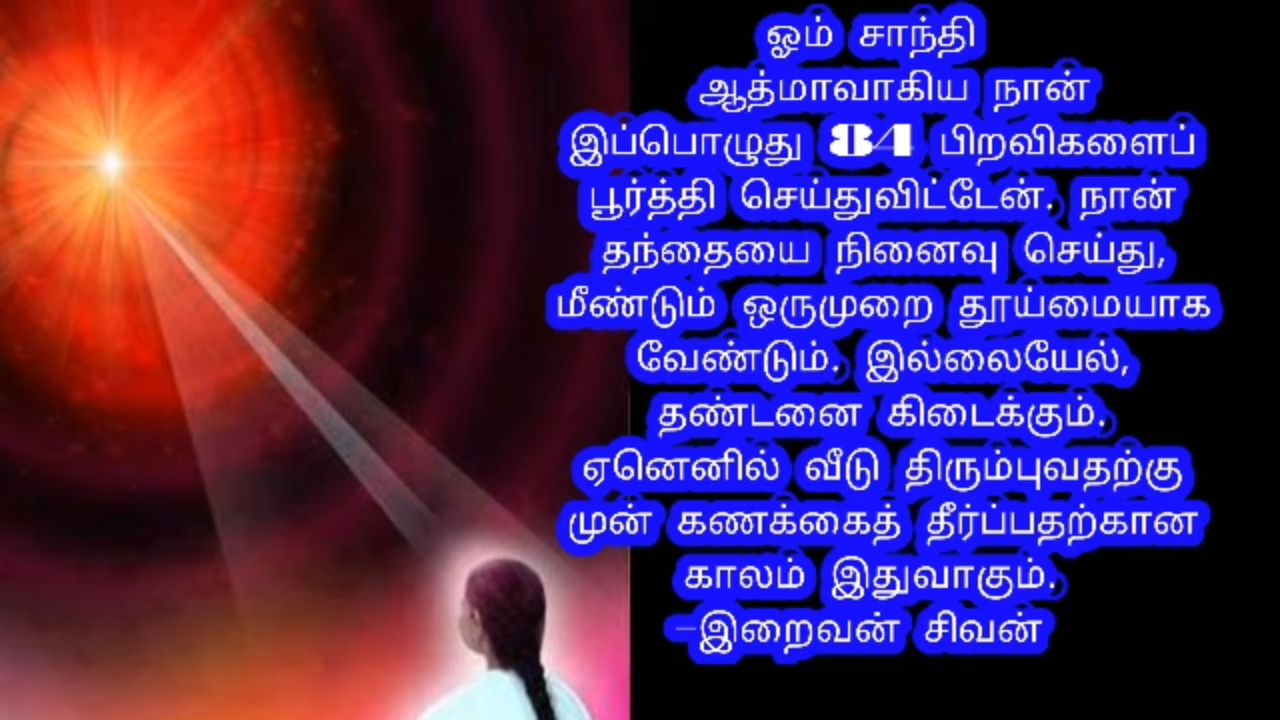 ஓம் சாந்தி
ஆத்மாவாகிய நான்
இப்பொழுது 84 பிறவிகளைப்
பூர்த்தி செய்துவிட்டேன். நான்
தந்தையை நினைவு செய்து,
மீண்டும் ஒருமுறை தூய்மையாக
வேண்டும். இல்லையேல்,
தண்டனை கிடைக்கும்.
ஏனெனில் வீடு திரும்புவதற்கு
முன் கணக்கைத் தீர்ப்பதற்கான
காலம் இதுவாகும்.
-இறைவன் சிவன்